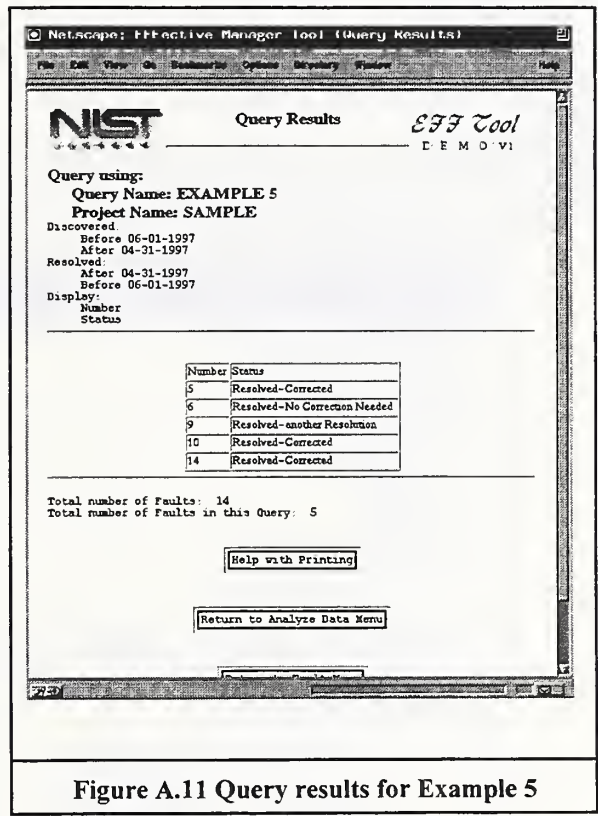 Netscape: EFFective Manager Tool (Query Results)
File Edit View Go Bookmarks Options Directory Window Help
NIST
Query Results
EFF Tool
DEMO V1
Query using:
Query Name: EXAMPLE 5
Project Name: SAMPLE
Discovered:
Before 06-01-1997
After 04-31-1997
Resolved:
After 04-31-1997
Before 06-01-1997
Display:
Number
Status
Number Status
5 Resolved-Corrected
6 Resolved-No Correction Needed
9 Resolved-another Resolution
10 Resolved-Corrected
14 Resolved-Corrected
Total number of Faults: 14
Total number of Faults in this Query: 5
Help with Printing
Return to Analyze Data Menu
Figure A.11 Query results for Example 5